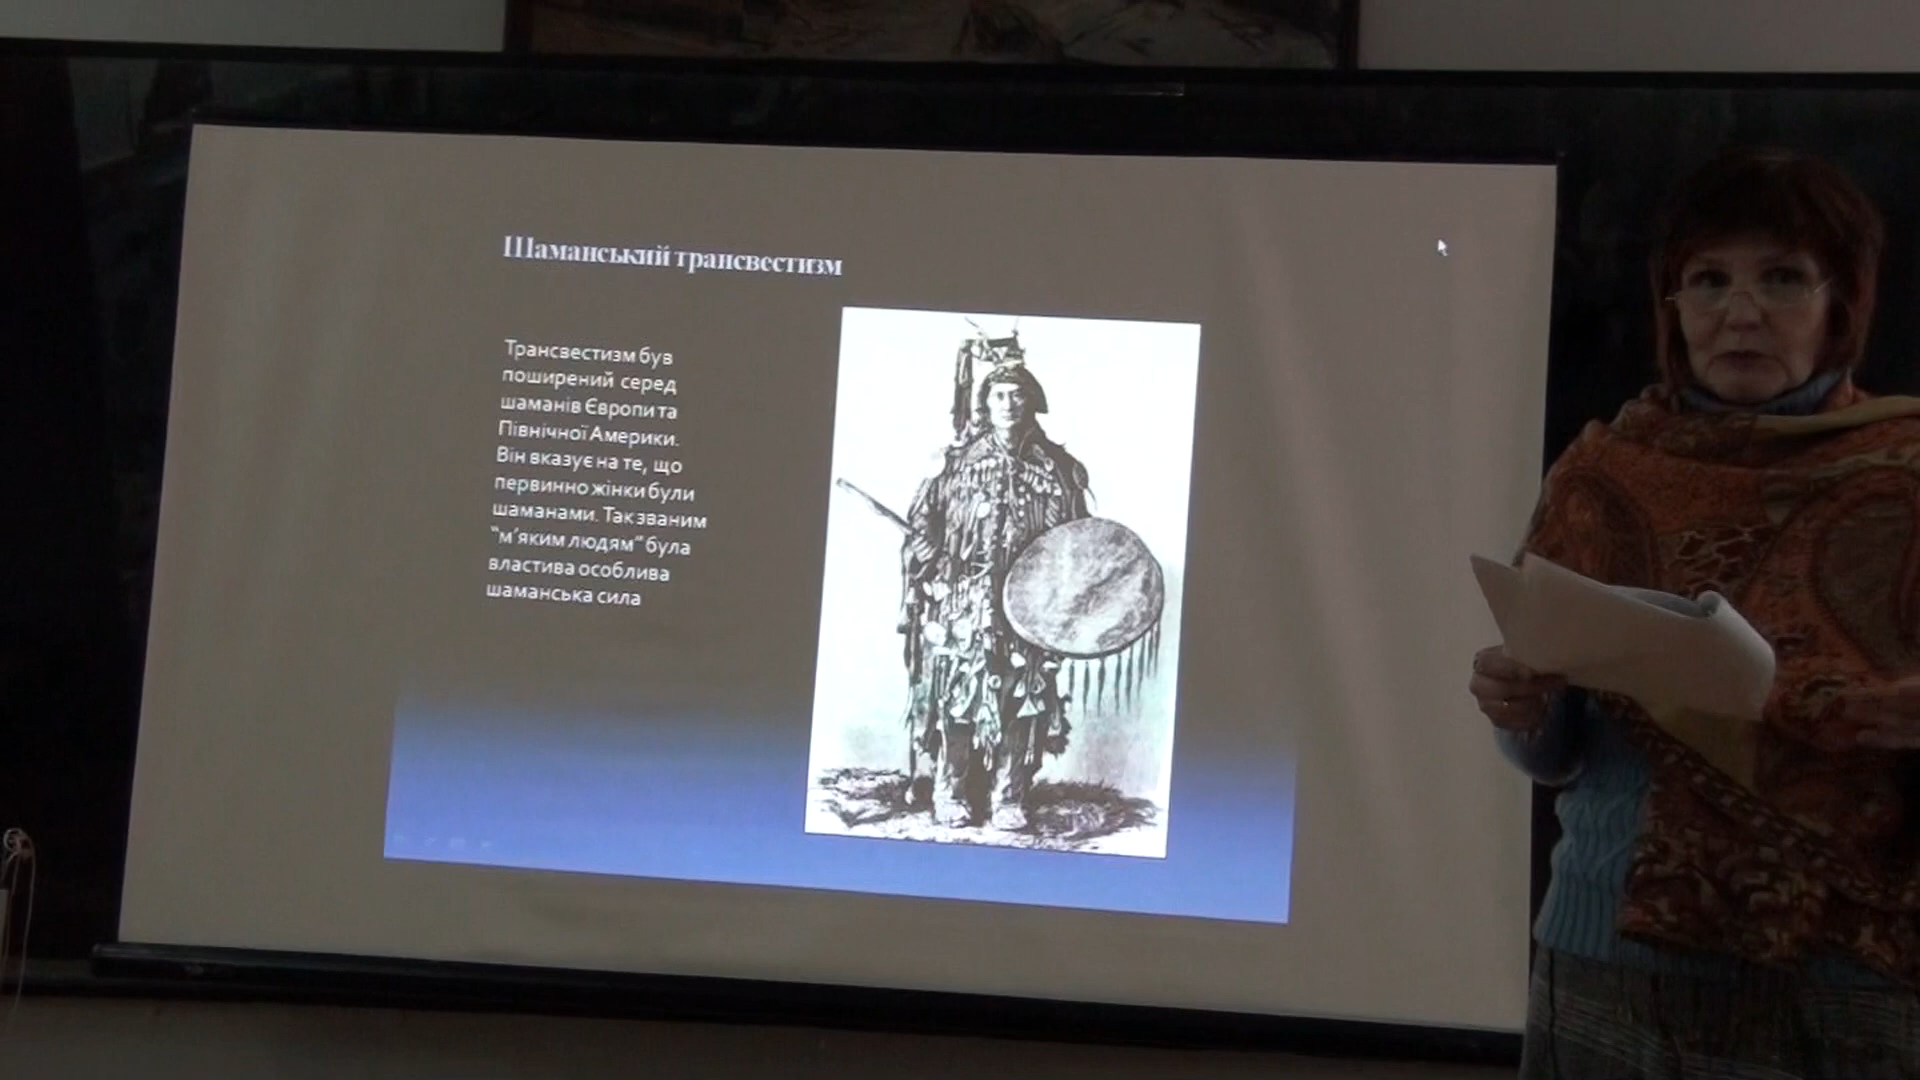 Шаманський трансвестизм
Трансвестизм був
поширений серед
шаманів Європи та
Північної Америки.
Він вказує на те, що
первинно жінки були
шаманами. Так званим
“м’яким людям” була
властива особлива
шаманська сила